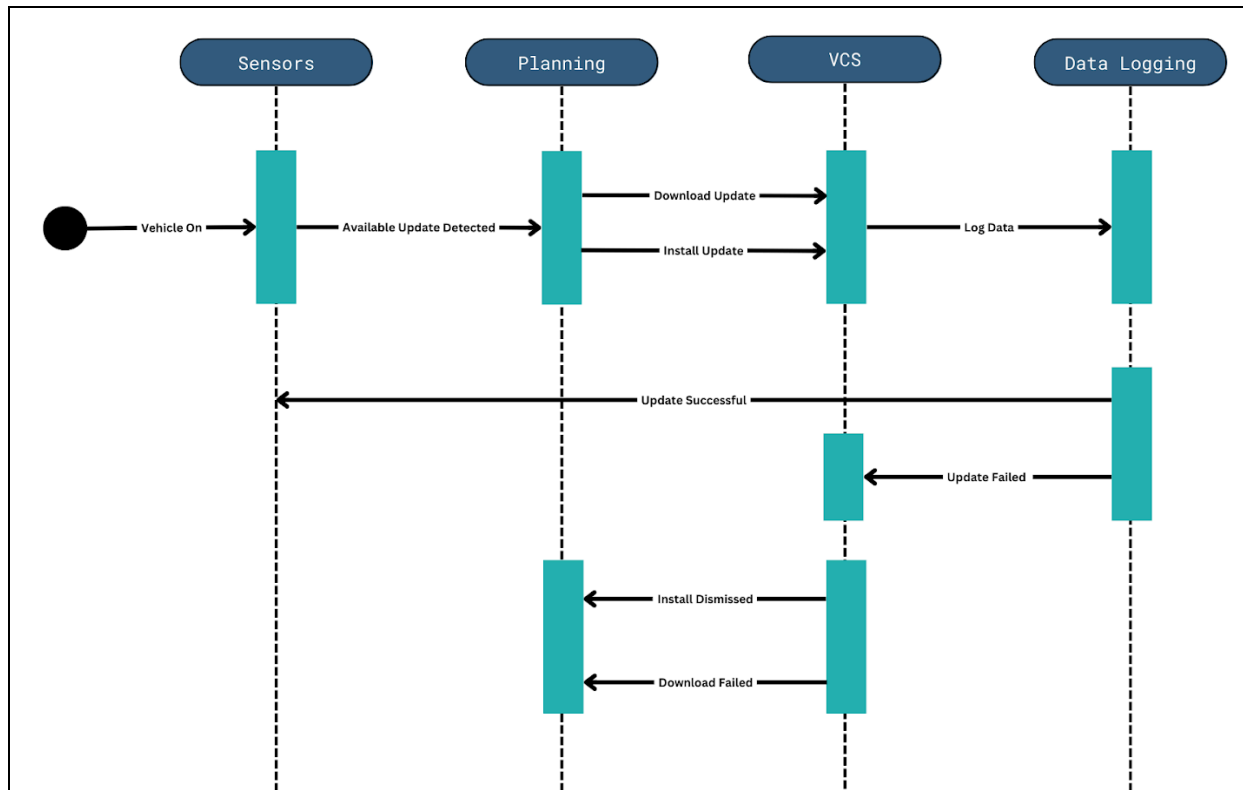 Sensors
Planning
VCS
Data Logging
Download Update
Vehicle On
Available Update Detected
Log Data
Install Update
Update Successful
Update Failed
Install Dismissed
Download Failed